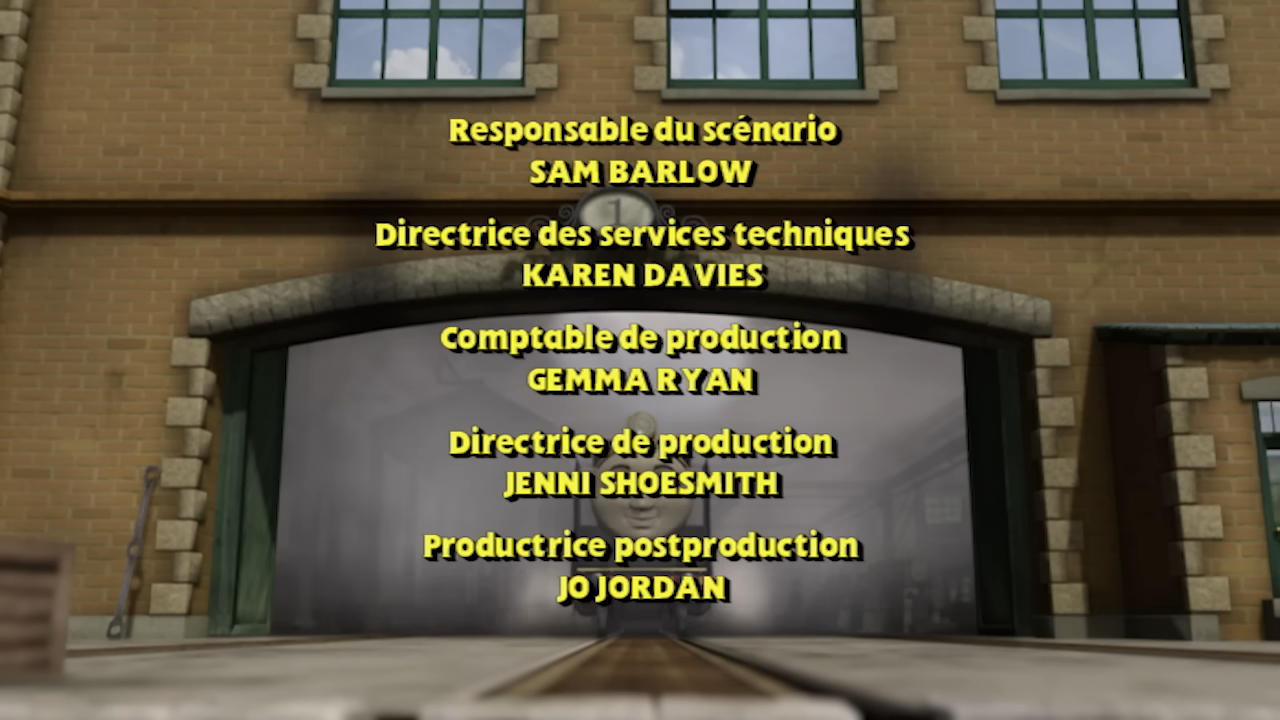 Responsable du scénario
SAM BARLOW
1
Directrice des services techniques
KAREN DAVIES
Comptable de production
GEMMA RYAN
Directrice de production
JENNI SHOESMITH
Productrice postproduction
JO JORDAN